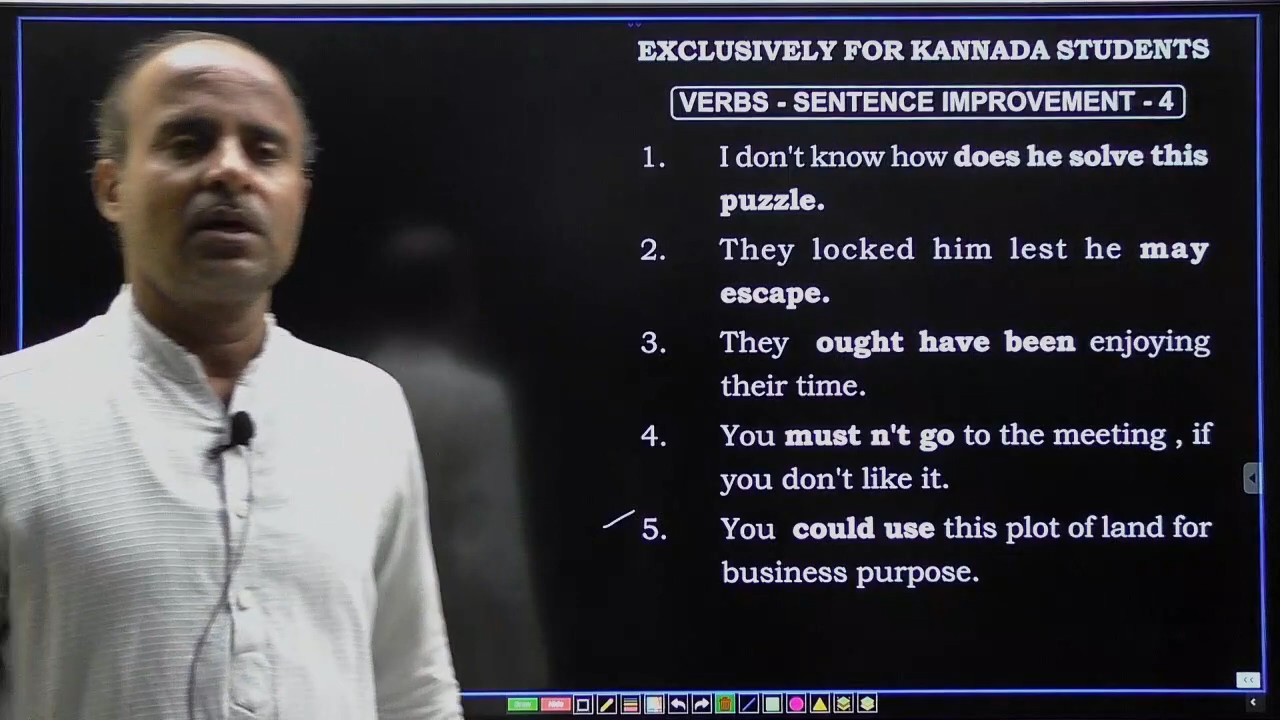 EXCLUSIVELY FOR KANNADA STUDENTS
VERBS - SENTENCE IMPROVEMENT - 4
1. I don't know how does he solve this
puzzle.
2. They locked him lest he may
escape.
3. They ought have been enjoying
their time.
4. You must n't go to the meeting , if
you don't like it.
5. You could use this plot of land for
business purpose.